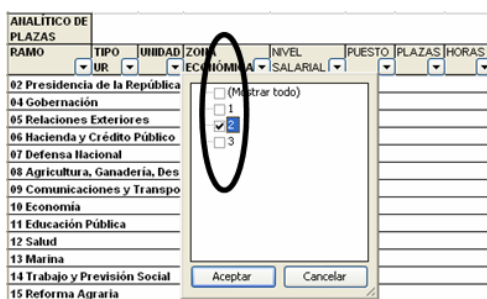 ANALÍTICO DE
PLAZAS
RAMO TIPO UR UNIDAD ZONA ECONÓMICA NIVEL SALARIAL PUESTO PLAZAS HORAS
02 Presidencia de la República
04 Gobernación
05 Relaciones Exteriores
06 Hacienda y Crédito Público
07 Defensa Nacional
08 Agricultura, Ganadería, Des
09 Comunicaciones y Transpo
10 Economía
11 Educación Pública
12 Salud
13 Marina
14 Trabajo y Previsión Social
15 Reforma Agraria
(Mostrar todo)
1
2
3
Aceptar Cancelar